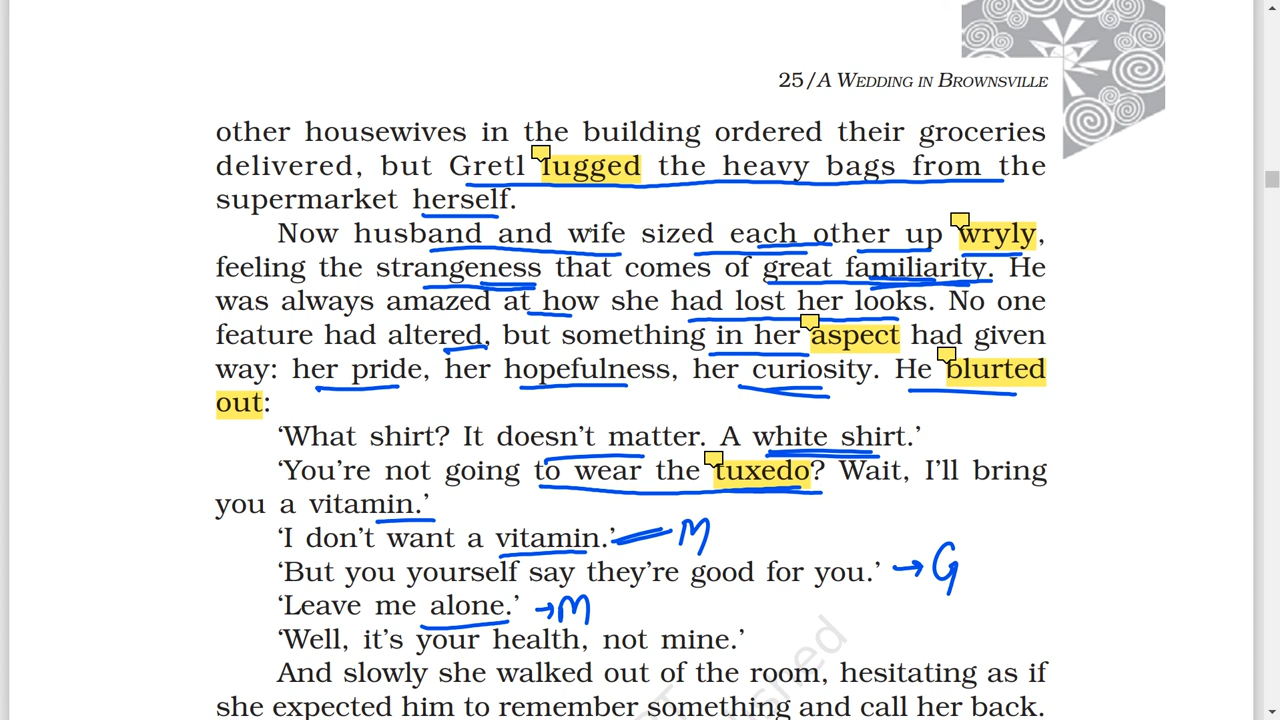 25/A WEDDING IN BROWNSVILLE
other housewives in the building ordered their groceries
delivered, but Gretl lugged the heavy bags from the
supermarket herself.
Now husband and wife sized each other up wryly,
feeling the strangeness that comes of great familiarity. He
was always amazed at how she had lost her looks. No one
feature had altered, but something in her aspect had given
way: her pride, her hopefulness, her curiosity. He blurted
out:
‘What shirt? It doesn’t matter. A white shirt.’
‘You’re not going to wear the tuxedo? Wait, I’ll bring
you a vitamin.’
‘I don’t want a vitamin.’ M
‘But you yourself say they’re good for you.’ → G
‘Leave me alone.’ → M
‘Well, it’s your health, not mine.’
And slowly she walked out of the room, hesitating as if
she expected him to remember something and call her back.